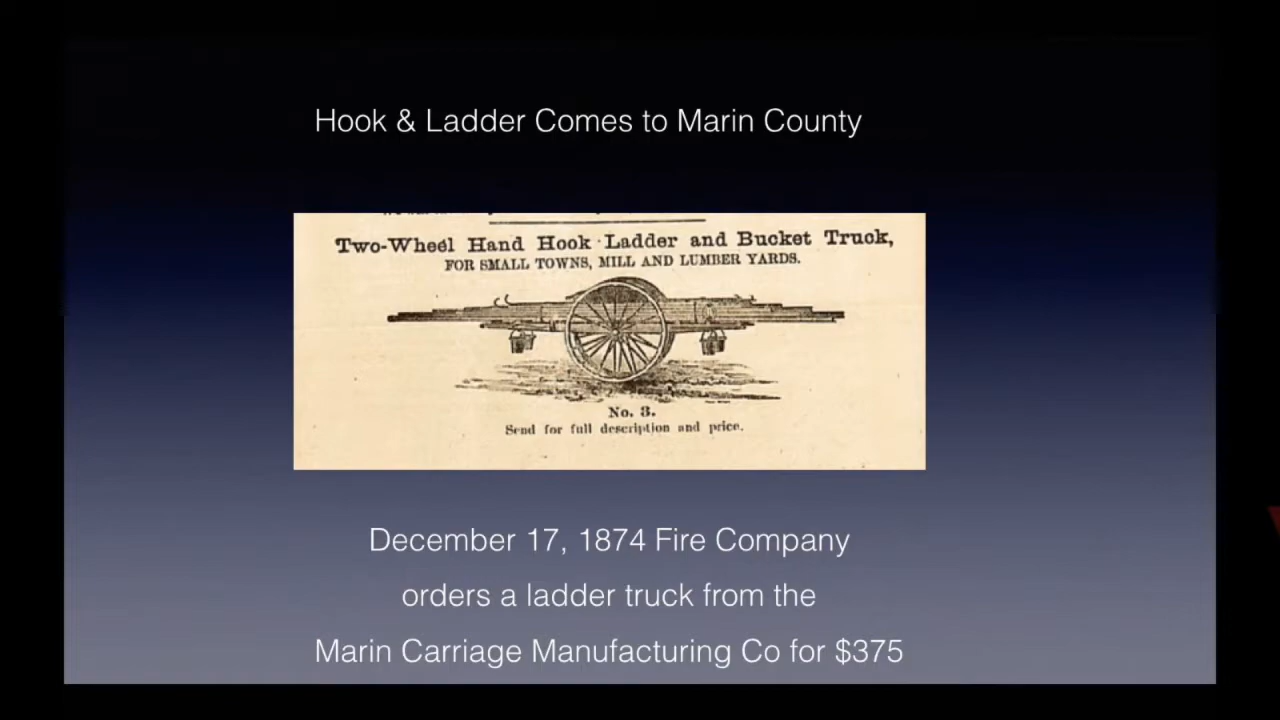 Hook & Ladder Comes to Marin County
Two-Wheel Hand Hook Ladder and Bucket Truck,
FOR SMALL TOWNS, MILL AND LUMBER YARDS.
No. 3.
Send for full description and price.
December 17, 1874 Fire Company
orders a ladder truck from the
Marin Carriage Manufacturing Co for $375